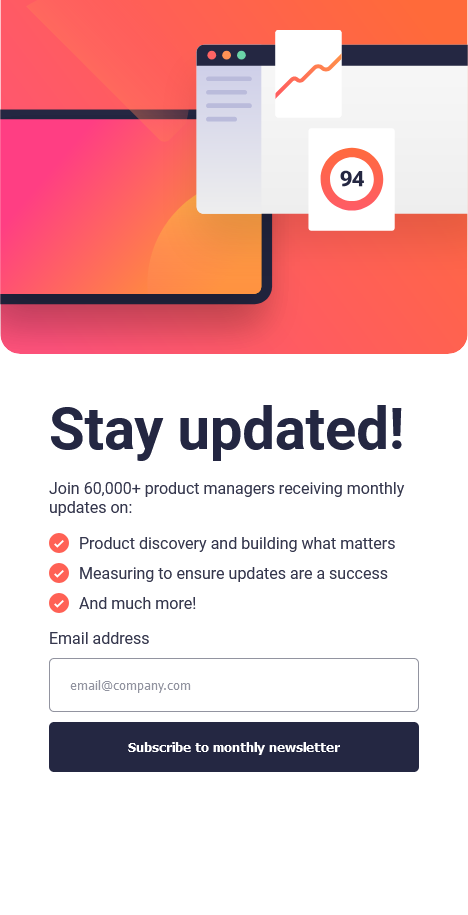 94
Stay updated!
Join 60,000+ product managers receiving monthly
updates on:
Product discovery and building what matters
Measuring to ensure updates are a success
And much more!
Email address
email@company.com
Subscribe to monthly newsletter